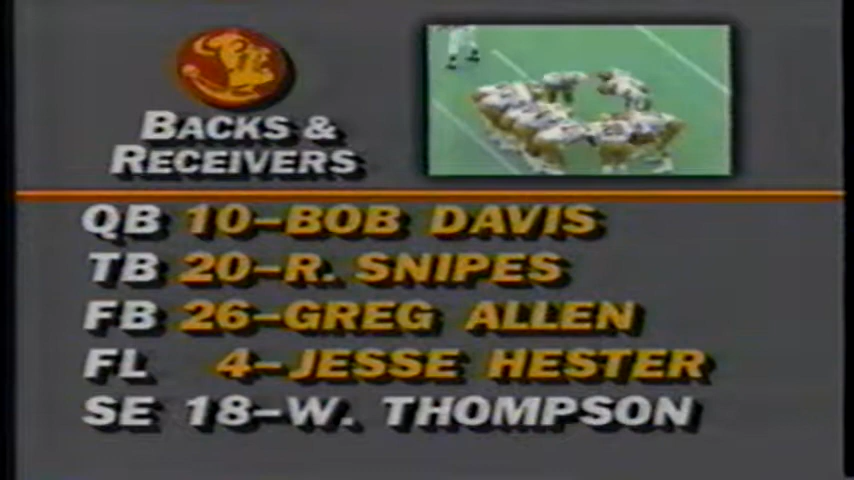 BACKS &
RECEIVERS
QB 10-BOB DAVIS
TB 20-R. SNIPES
FB 26-GREG ALLEN
FL 4-JESSE HESTER
SE 18-W. THOMPSON